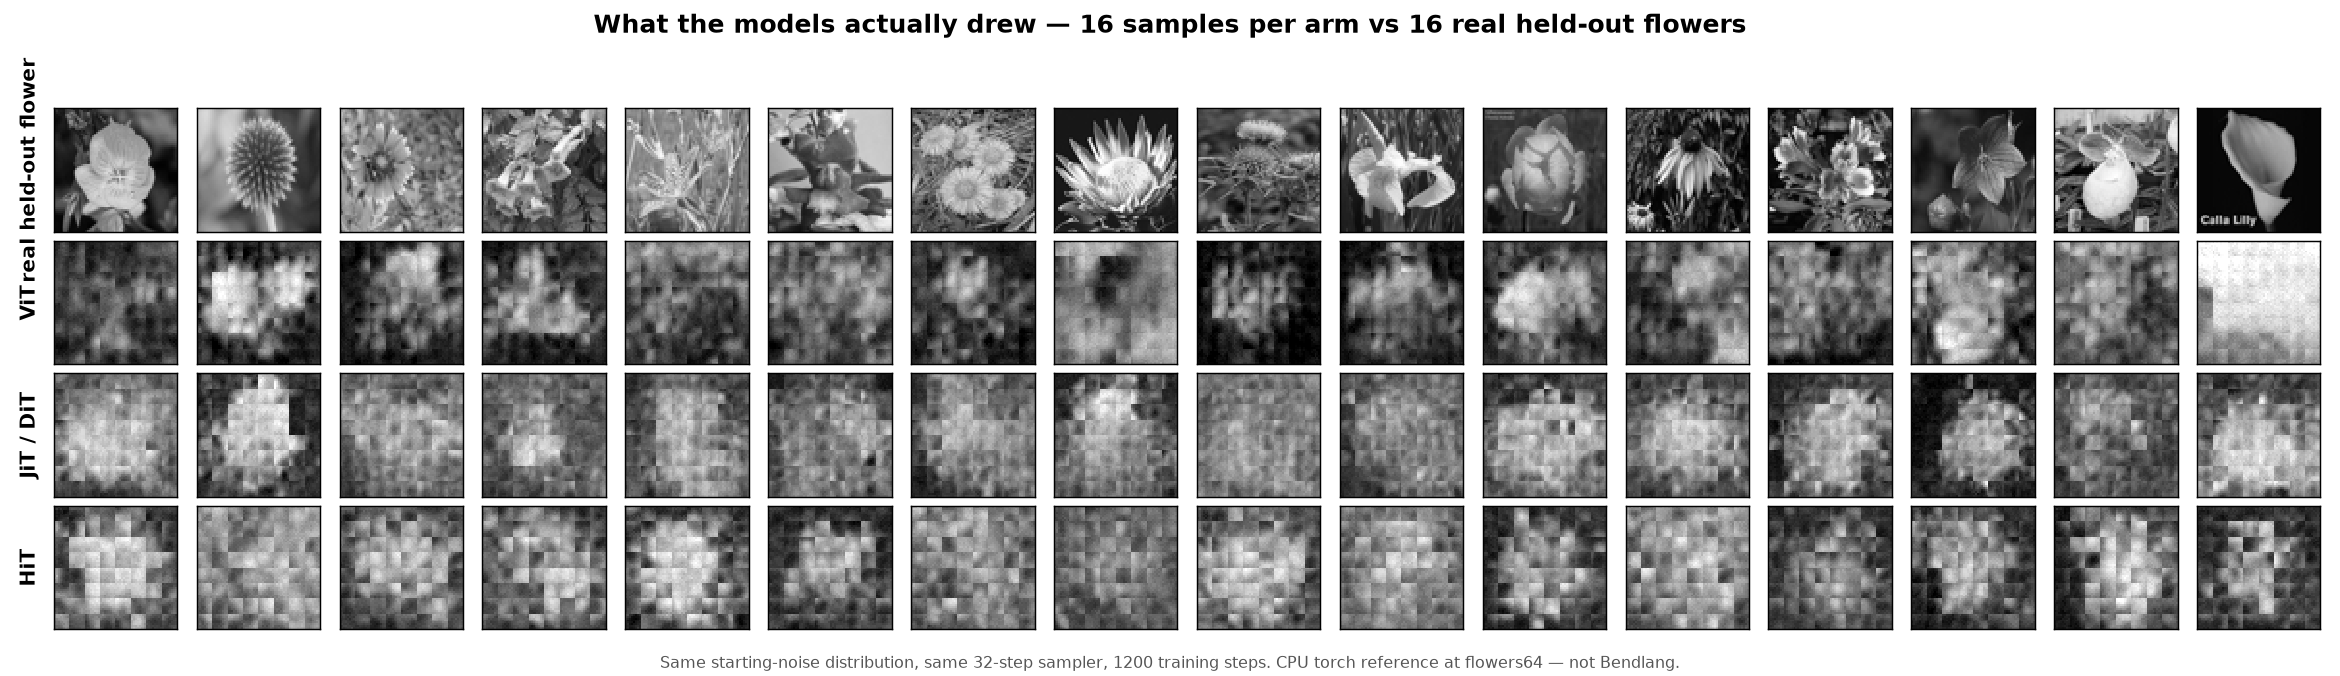 What the models actually drew — 16 samples per arm vs 16 real held-out flowers
real held-out flower
Calla Lilly
ViT
JiT / DiT
HiT
Same starting-noise distribution, same 32-step sampler, 1200 training steps. CPU torch reference at flowers64 — not Bendlang.